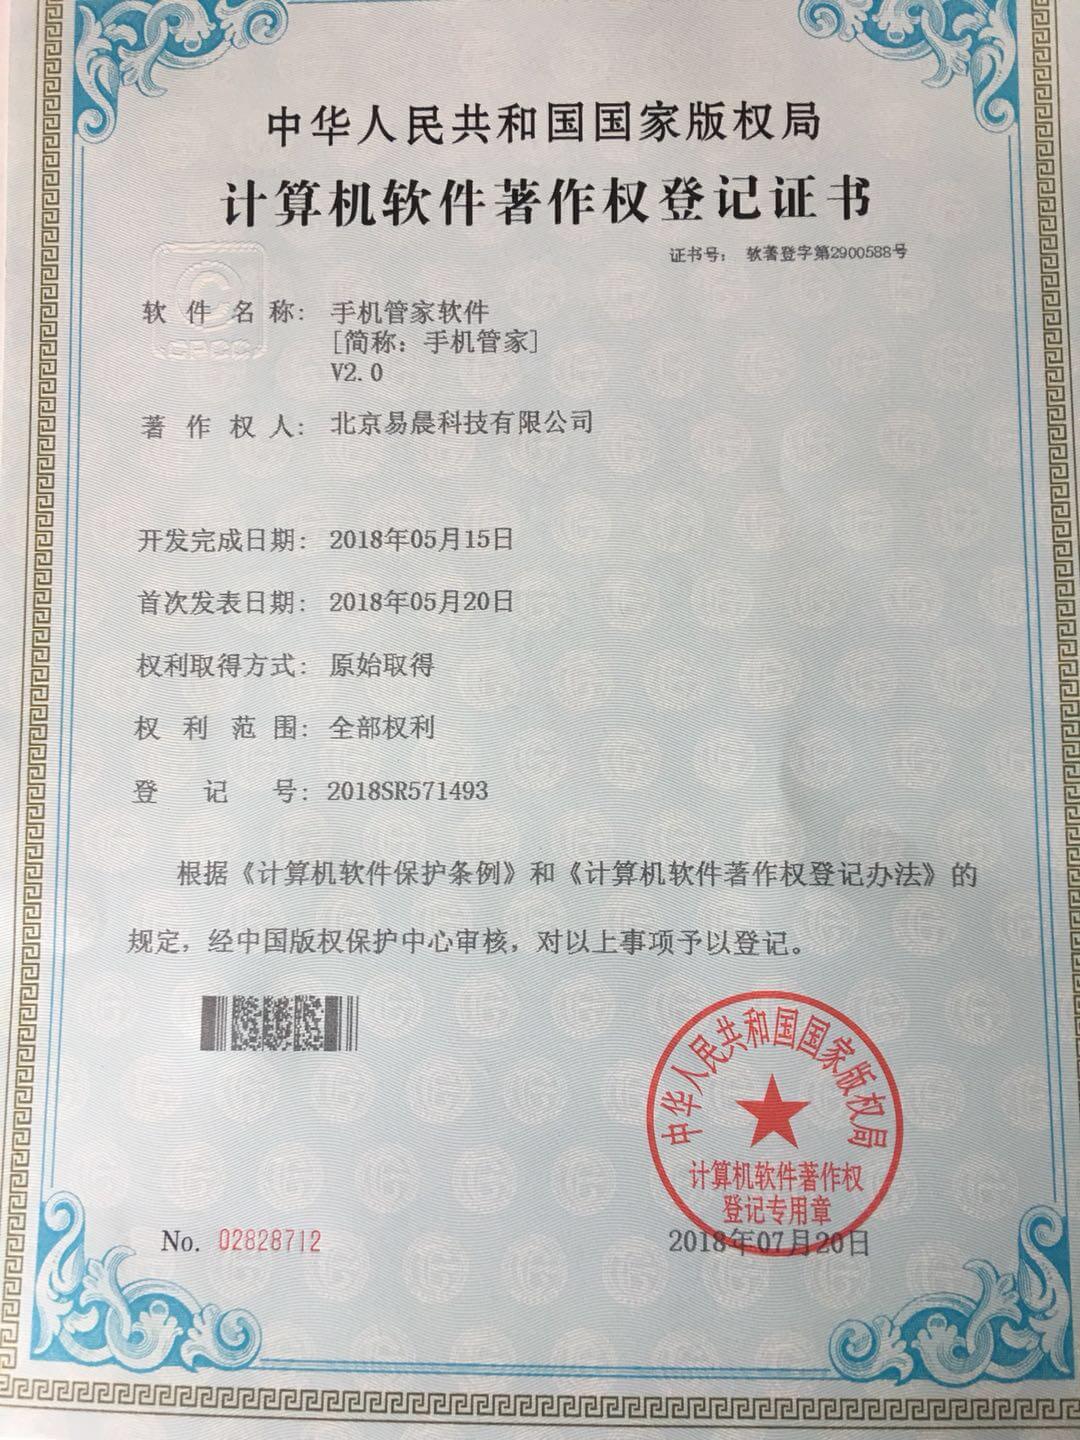 中华人民共和国国家版权局
计算机软件著作权登记证书
证书号： 软著登字第2900588号
CPCC
软件名称： 手机管家软件
[简称：手机管家]
V2.0
著作权人： 北京易晨科技有限公司
开发完成日期： 2018年05月15日
首次发表日期： 2018年05月20日
权利取得方式： 原始取得
权利范围： 全部权利
登记号： 2018SR571493
根据《计算机软件保护条例》和《计算机软件著作权登记办法》的
规定，经中国版权保护中心审核，对以上事项予以登记。
中华人民共和国国家版权局
计算机软件著作权
登记专用章
No. 02828712
2018年07月20日